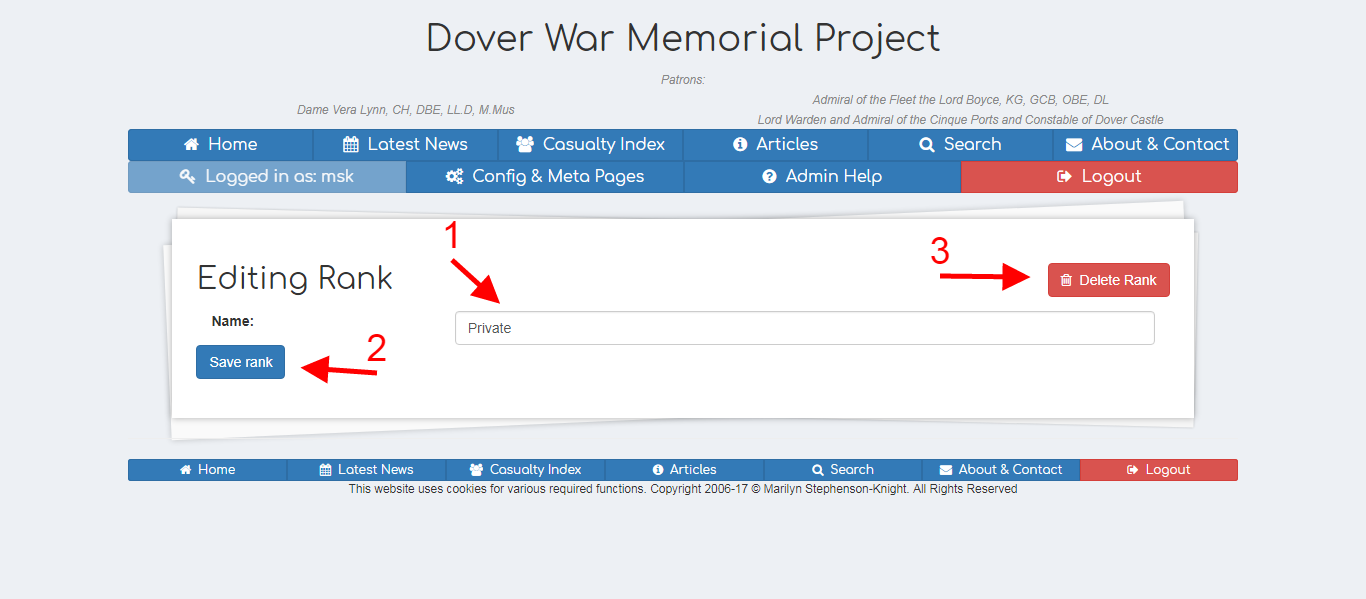 Dover War Memorial Project
Patrons:
Dame Vera Lynn, CH, DBE, LL.D, M.Mus
Admiral of the Fleet the Lord Boyce, KG, GCB, OBE, DL
Lord Warden and Admiral of the Cinque Ports and Constable of Dover Castle
Home Latest News Casualty Index Articles Search About & Contact
Logged in as: msk Config & Meta Pages Admin Help Logout
1
3
Editing Rank
Delete Rank
Name:
Private
2
Save rank
Home Latest News Casualty Index Articles Search About & Contact Logout
This website uses cookies for various required functions. Copyright 2006-17 © Marilyn Stephenson-Knight. All Rights Reserved